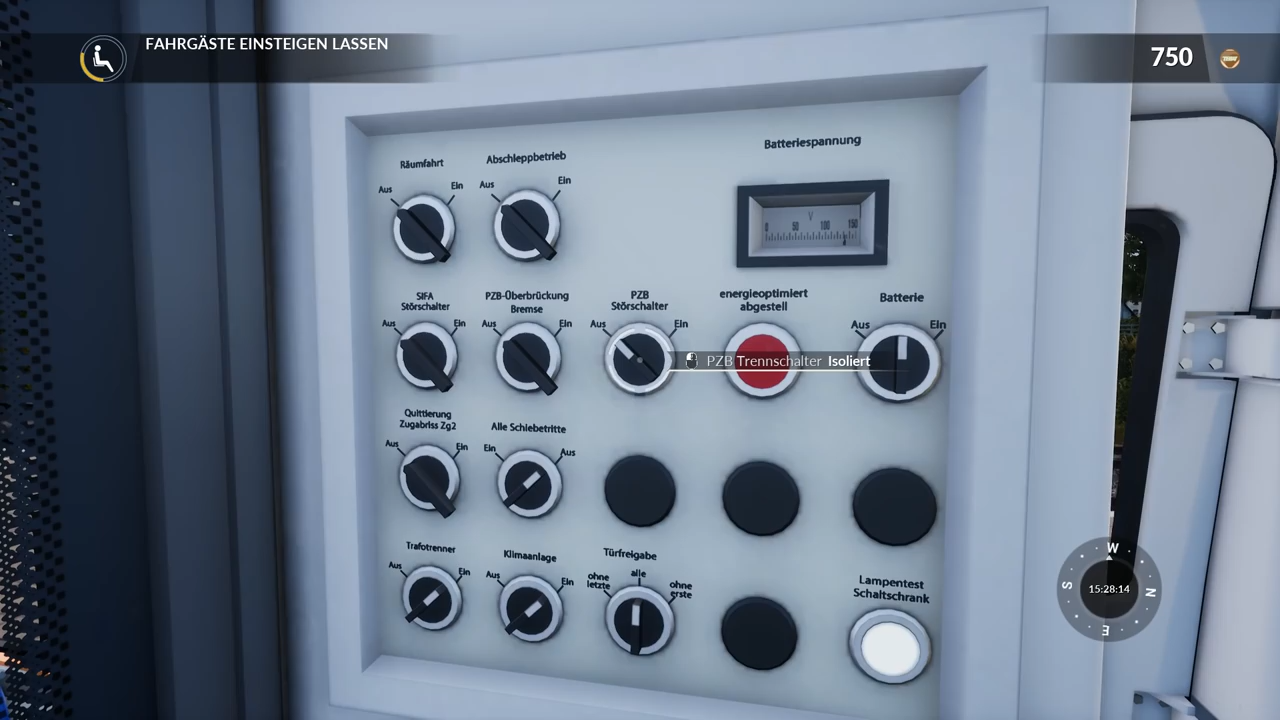 FAHRGÄSTE EINSTEIGEN LASSEN
750
Räumfahrt
Aus
Ein
Abschleppbetrieb
Aus
Ein
Batteriespannung
V
0 50 100 150
SIFA
Störschalter
Aus
Ein
PZB-Überbrückung
Bremse
Aus
Ein
PZB
Störschalter
Aus
Ein
energieoptimiert
abgestell
Batterie
Aus
Ein
PZB Trennschalter Isoliert
Quittierung
Zugabriss Zg2
Aus
Ein
Alle Schiebetritte
Ein
Aus
Trafotrenner
Aus
Ein
Klimaanlage
Aus
Ein
Türfreigabe
ohne
letzte
alle
ohne
erste
Lampentest
Schaltschrank
W
S
N
E
15:28:14